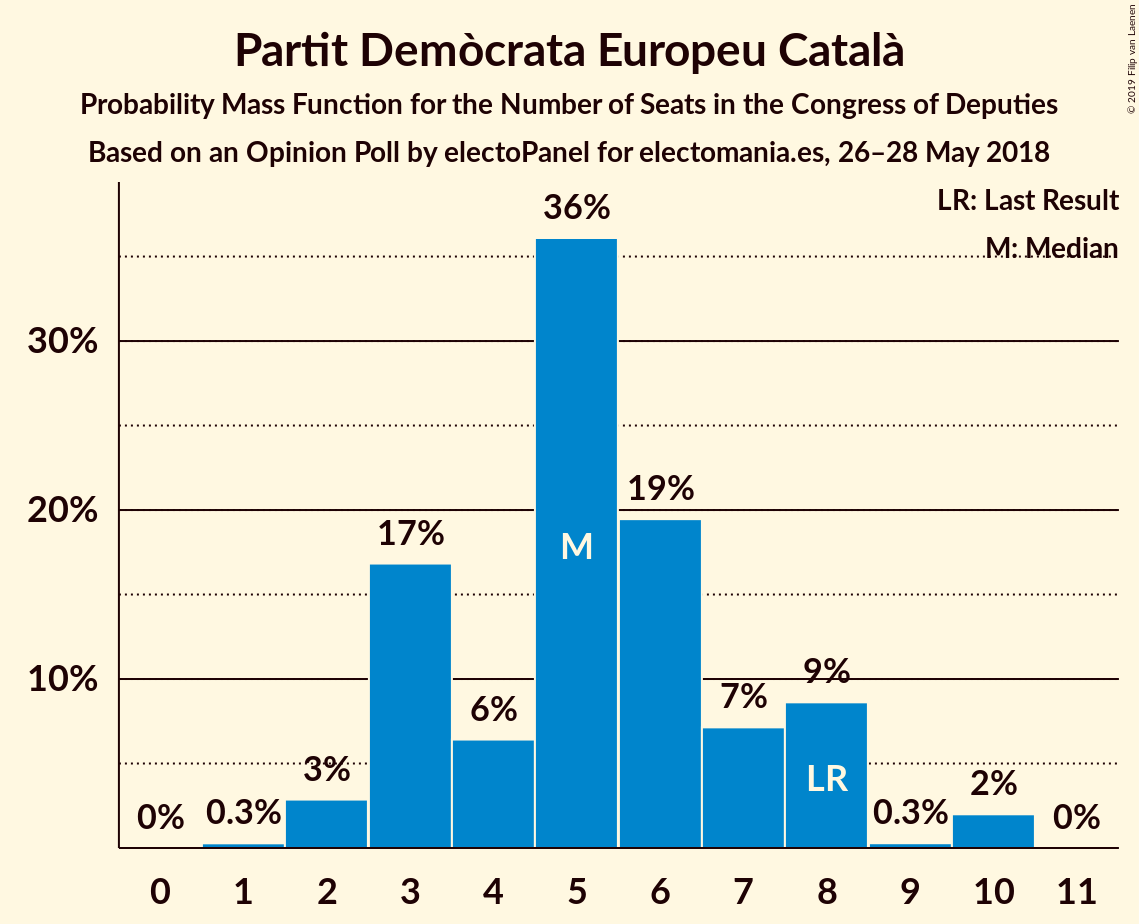 Partit Demòcrata Europeu Català
Probability Mass Function for the Number of Seats in the Congress of Deputies
Based on an Opinion Poll by electoPanel for electomania.es, 26–28 May 2018
© 2019 Filip van Laenen
LR: Last Result
M: Median
36%
30%
19%
20%
17%
M
10%
9%
7%
6%
3%
LR
2%
0% 0.3% 0.3% 0%
0 1 2 3 4 5 6 7 8 9 10 11